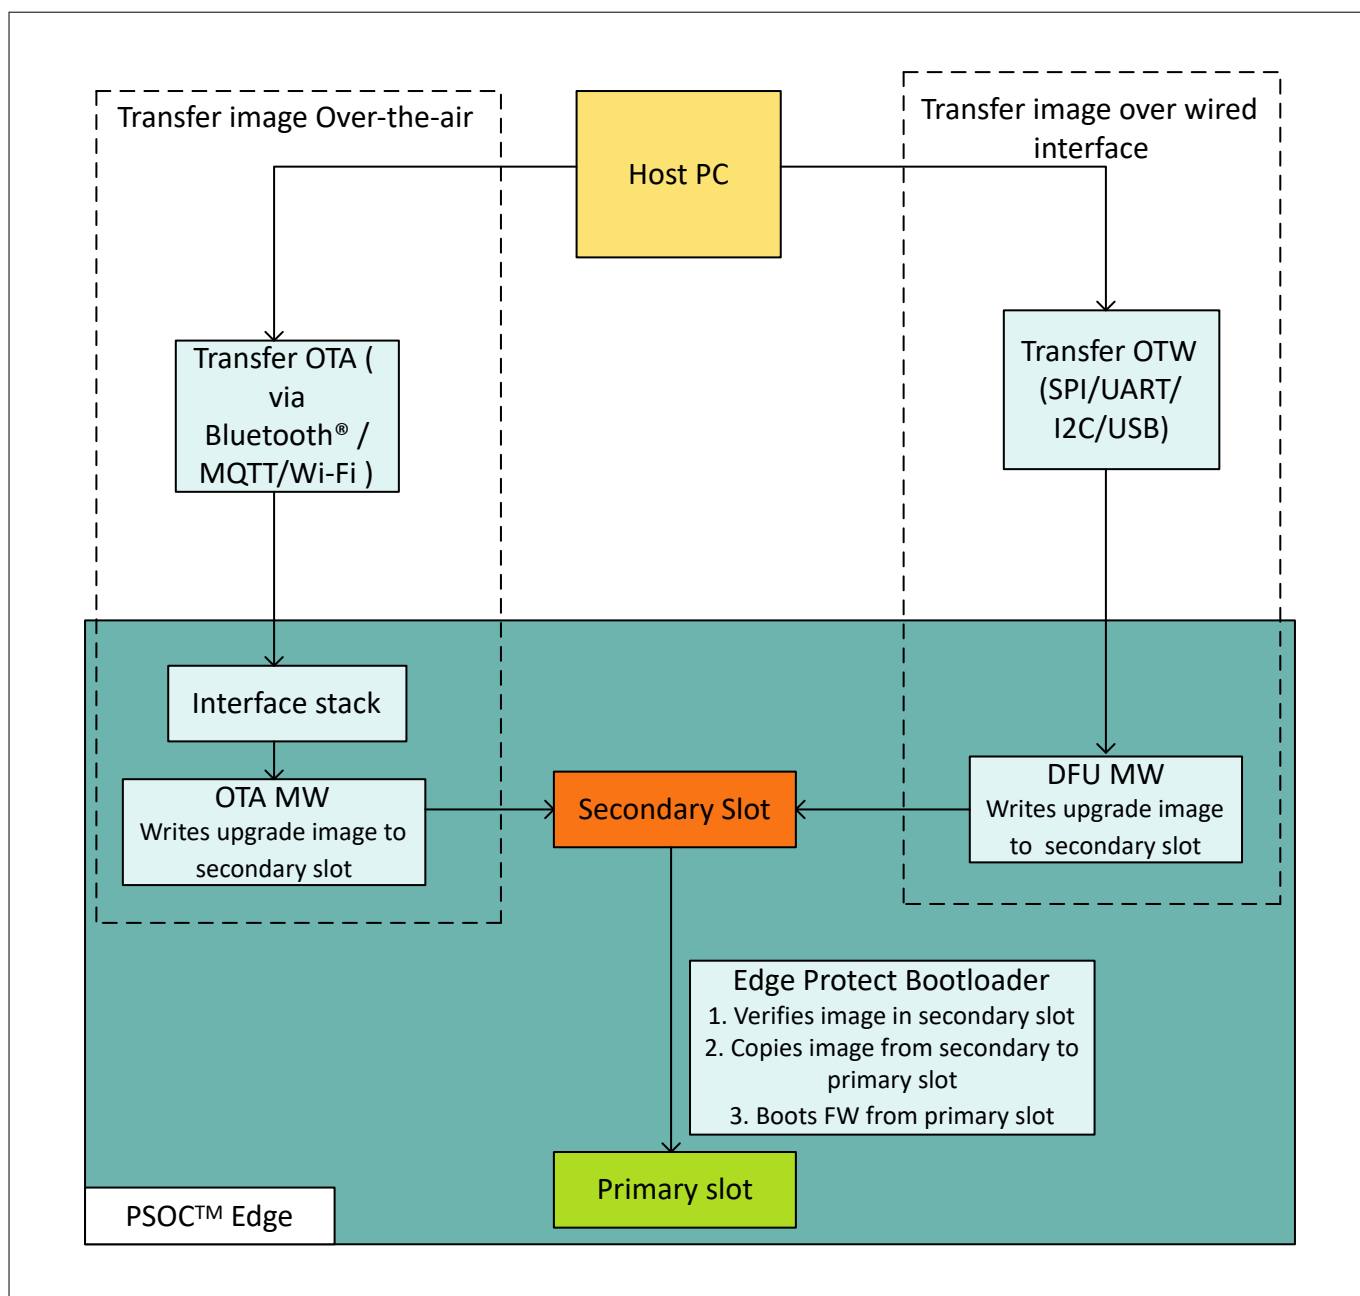 Transfer image Over-the-air
Host PC
Transfer image over wired
interface
Transfer OTA (
via
Bluetooth® /
MQTT/Wi-Fi )
Transfer OTW
(SPI/UART/
I2C/USB)
Interface stack
OTA MW
Writes upgrade image to
secondary slot
Secondary Slot
DFU MW
Writes upgrade image
to secondary slot
Edge Protect Bootloader
1. Verifies image in secondary slot
2. Copies image from secondary to
primary slot
3. Boots FW from primary slot
Primary slot
PSOC™ Edge